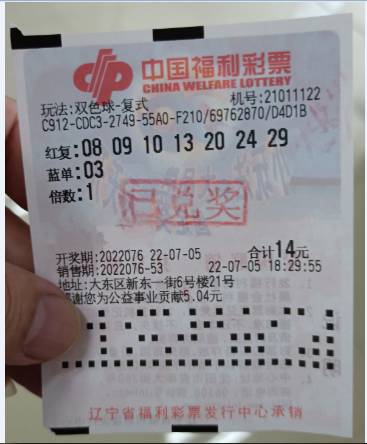 中国福利彩票
CHINA WELFARE LOTTERY
玩法:双色球-复式 机号:21011122
C912-CDC3-2749-55A0-F210/69762870/D4D1B
红复:08 09 10 13 20 24 29
蓝单:03
倍数:1
已兑奖
开奖期:2022076 22-07-05 合计14元
销售期:2022076-53 22-07-05 18:29:55
地址:大东区新东一街6号楼21号
感谢您为公益事业贡献5.04元
辽宁省福利彩票发行中心承销